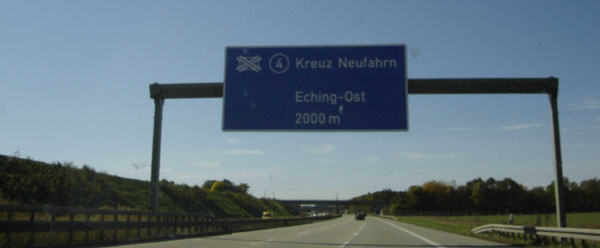 4 Kreuz Neufahrn
Eching-Ost
2000 m